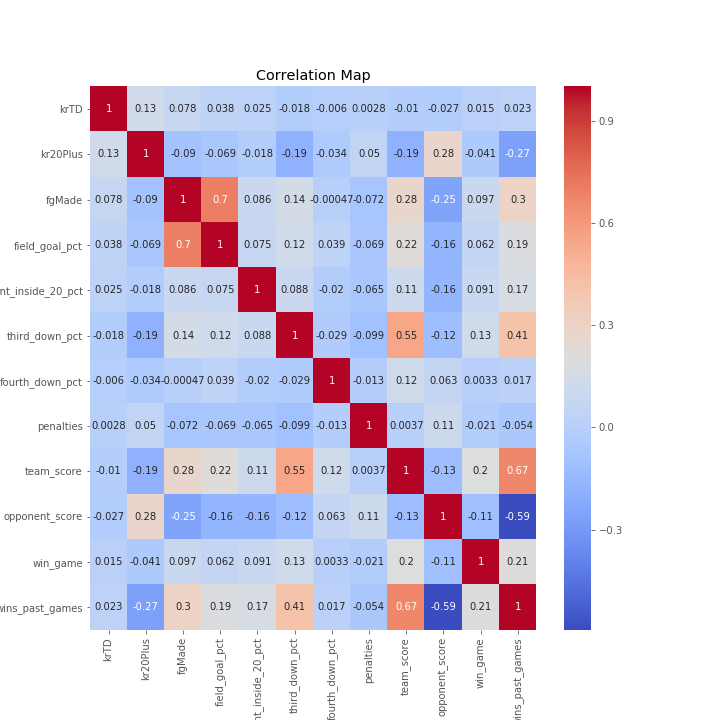 Correlation Map
krTD 1 0.13 0.078 0.038 0.025 -0.018 -0.006 0.0028 -0.01 -0.027 0.015 0.023
kr20Plus 0.13 1 -0.09 -0.069 -0.018 -0.19 -0.034 0.05 -0.19 0.28 -0.041 -0.27
fgMade 0.078 -0.09 1 0.7 0.086 0.14 -0.00047 -0.072 0.28 -0.25 0.097 0.3
field_goal_pct 0.038 -0.069 0.7 1 0.075 0.12 0.039 -0.069 0.22 -0.16 0.062 0.19
nt_inside_20_pct 0.025 -0.018 0.086 0.075 1 0.088 -0.02 -0.065 0.11 -0.16 0.091 0.17
third_down_pct -0.018 -0.19 0.14 0.12 0.088 1 -0.029 -0.099 0.55 -0.12 0.13 0.41
fourth_down_pct -0.006 -0.034 -0.00047 0.039 -0.02 -0.029 1 -0.013 0.12 0.063 0.0033 0.017
penalties 0.0028 0.05 -0.072 -0.069 -0.065 -0.099 -0.013 1 0.0037 0.11 -0.021 -0.054
team_score -0.01 -0.19 0.28 0.22 0.11 0.55 0.12 0.0037 1 -0.13 0.2 0.67
opponent_score -0.027 0.28 -0.25 -0.16 -0.16 -0.12 0.063 0.11 -0.13 1 -0.11 -0.59
win_game 0.015 -0.041 0.097 0.062 0.091 0.13 0.0033 -0.021 0.2 -0.11 1 0.21
wins_past_games 0.023 -0.27 0.3 0.19 0.17 0.41 0.017 -0.054 0.67 -0.59 0.21 1
krTD
kr20Plus
fgMade
field_goal_pct
nt_inside_20_pct
third_down_pct
fourth_down_pct
penalties
team_score
opponent_score
win_game
wins_past_games
0.9
0.6
0.3
0.0
−0.3